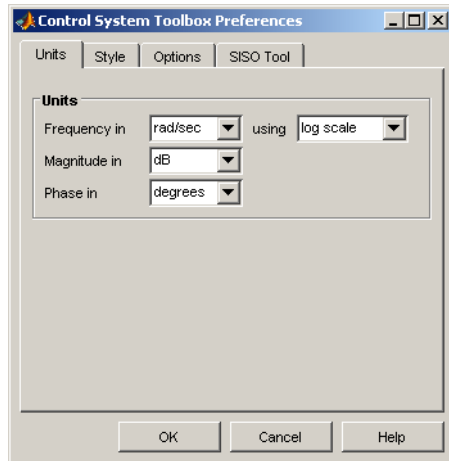 Control System Toolbox Preferences
Units Style Options SISO Tool
Units
Frequency in rad/sec using log scale
Magnitude in dB
Phase in degrees
OK Cancel Help